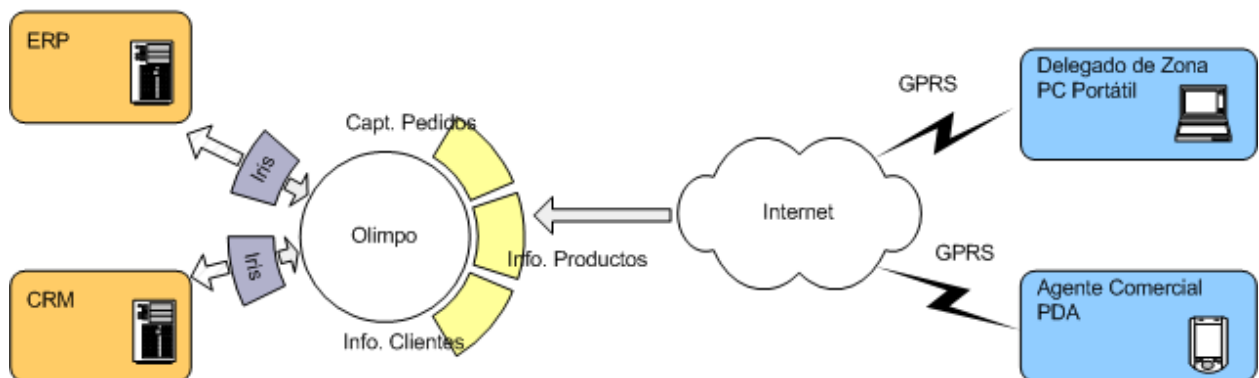 ERP
Capt. Pedidos
Iris
Olimpo
Iris
Info. Productos
Info. Clientes
CRM
Internet
GPRS
GPRS
Delegado de Zona
PC Portátil
Agente Comercial
PDA